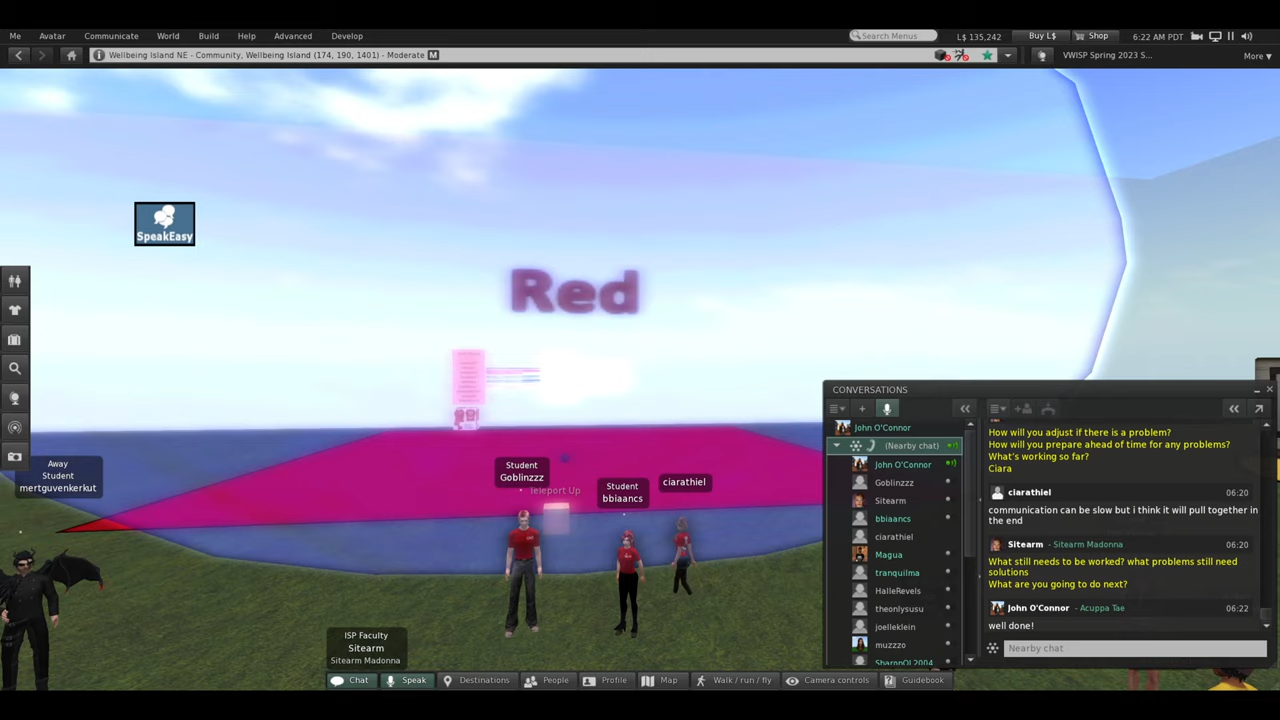 Me Avatar Communicate World Build Help Advanced Develop
Search Menus
L$ 135,242 Buy L$ Shop 6:22 AM PDT
Wellbeing Island NE - Community, Wellbeing Island (174, 190, 1401) - Moderate M
VWISP Spring 2023 S... More
SpeakEasy
Red
Away
Student
mertguvenkerkut
Student
Goblinzzz
Teleport Up
Student
bbiaancs
ciarathiel
ISP Faculty
Sitearm
Sitearm Madonna
CONVERSATIONS
John O'Connor
(Nearby chat)
John O'Connor
Goblinzzz
Sitearm
bbiaancs
ciarathiel
Magua
tranquilma
HalleRevels
theonlysusu
joelleklein
muzzzo
SharonOL2004
How will you adjust if there is a problem?
How will you prepare ahead of time for any problems?
What's working so far?
Ciara
ciarathiel 06:20
communication can be slow but i think it will pull together in
the end
Sitearm - Sitearm Madonna 06:20
What still needs to be worked? what problems still need
solutions
What are you going to do next?
John O'Connor - Acuppa Tae 06:22
well done!
Nearby chat
Chat Speak Destinations People Profile Map Walk / run / fly Camera controls Guidebook